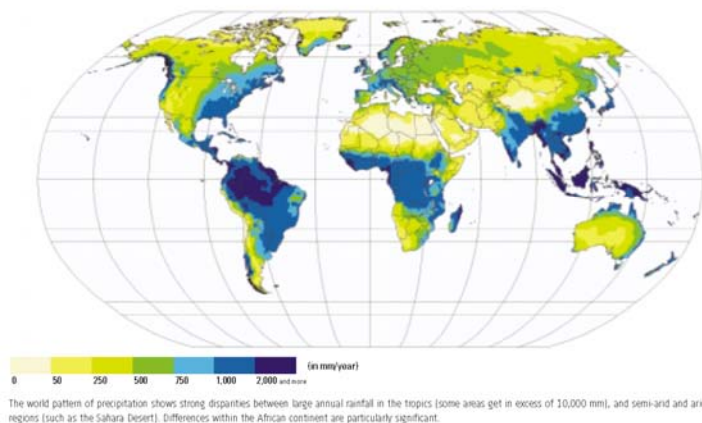 (in mm/year)
0 50 250 500 750 1,000 2,000 and more
The world pattern of precipitation shows strong disparities between large annual rainfall in the tropics (some areas get in excess of 10,000 mm), and semi-arid and ari
regions (such as the Sahara Desert). Differences within the African continent are particularly significant.